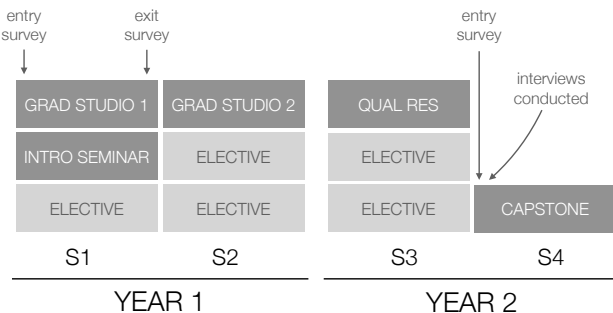 entry
survey
exit
survey
entry
survey
interviews
conducted
GRAD STUDIO 1
GRAD STUDIO 2
QUAL RES
INTRO SEMINAR
ELECTIVE
ELECTIVE
ELECTIVE
ELECTIVE
ELECTIVE
CAPSTONE
S1
S2
S3
S4
YEAR 1
YEAR 2